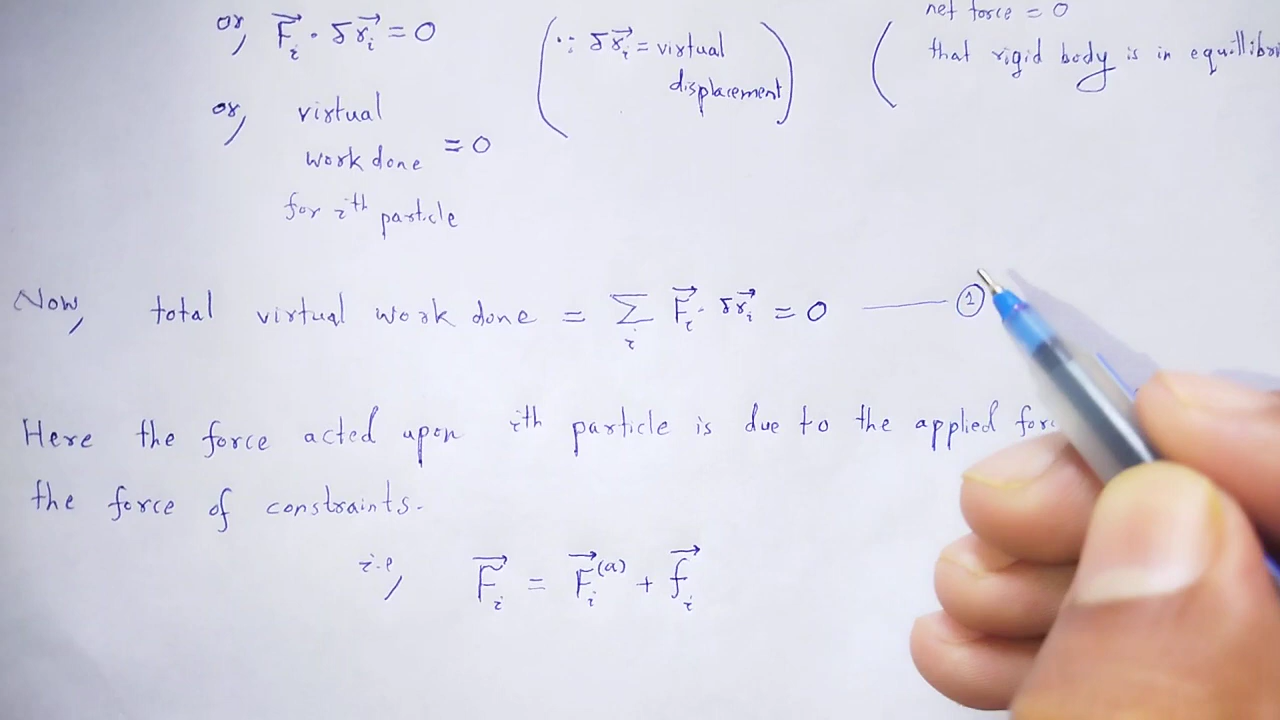 or, F⃗ᵢ · δr⃗ᵢ = 0 (∵ δr⃗ᵢ = virtual displacement) ( net force = 0
that rigid body is in
or, virtual
work done = 0
for ith particle
Now, total virtual work done = Σᵢ F⃗ᵢ · δr⃗ᵢ = 0 —— ①
Here the force acted upon ith particle is due to the applied
the force of constraints.
i.e, F⃗ᵢ = F⃗ᵢ⁽ᵃ⁾ + f⃗ᵢ